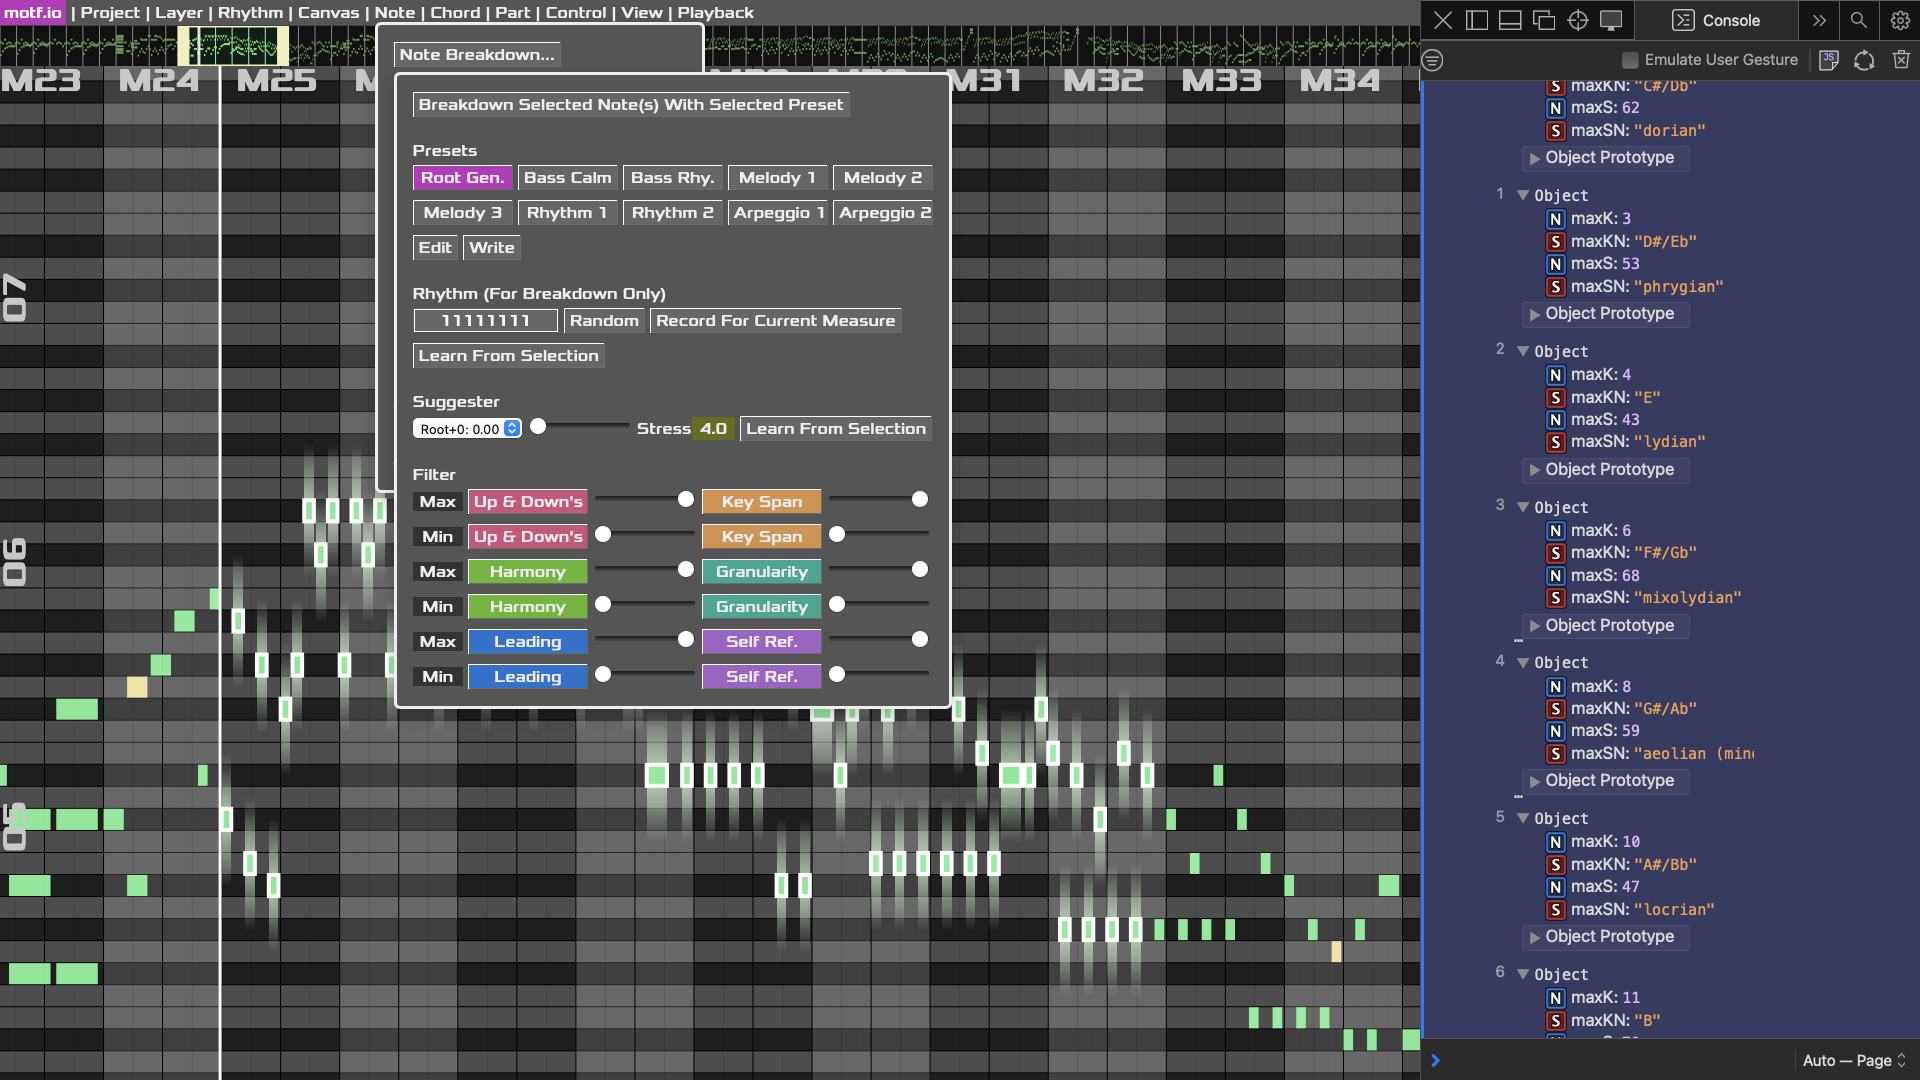 motf.io | Project | Layer | Rhythm | Canvas | Note | Chord | Part | Control | View | Playback
M23 M24 M25 M31 M32 M33 M34
07
06
05
Note Breakdown...
Breakdown Selected Note(s) With Selected Preset
Presets
Root Gen. Bass Calm Bass Rhy. Melody 1 Melody 2
Melody 3 Rhythm 1 Rhythm 2 Arpeggio 1 Arpeggio 2
Edit Write
Rhythm (For Breakdown Only)
11111111 Random Record For Current Measure
Learn From Selection
Suggester
Root+0: 0.00 Stress 4.0 Learn From Selection
Filter
Max Up & Down's Key Span
Min Up & Down's Key Span
Max Harmony Granularity
Min Harmony Granularity
Max Leading Self Ref.
Min Leading Self Ref.
Console
Emulate User Gesture
S maxKN: "C#/Db"
N maxS: 62
S maxSN: "dorian"
Object Prototype
1 Object
N maxK: 3
S maxKN: "D#/Eb"
N maxS: 53
S maxSN: "phrygian"
Object Prototype
2 Object
N maxK: 4
S maxKN: "E"
N maxS: 43
S maxSN: "lydian"
Object Prototype
3 Object
N maxK: 6
S maxKN: "F#/Gb"
N maxS: 68
S maxSN: "mixolydian"
Object Prototype
4 Object
N maxK: 8
S maxKN: "G#/Ab"
N maxS: 59
S maxSN: "aeolian (min
Object Prototype
5 Object
N maxK: 10
S maxKN: "A#/Bb"
N maxS: 47
S maxSN: "locrian"
Object Prototype
6 Object
N maxK: 11
S maxKN: "B"
Auto — Page